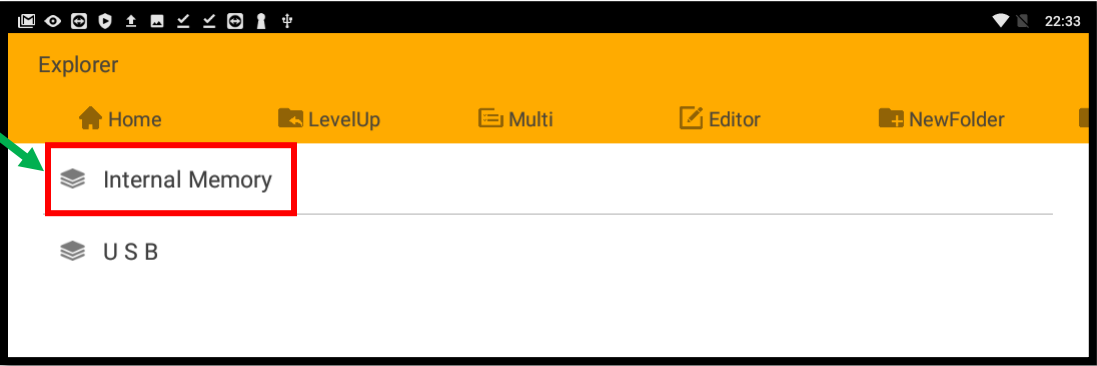 22:33
Explorer
Home LevelUp Multi Editor NewFolder
Internal Memory
U S B